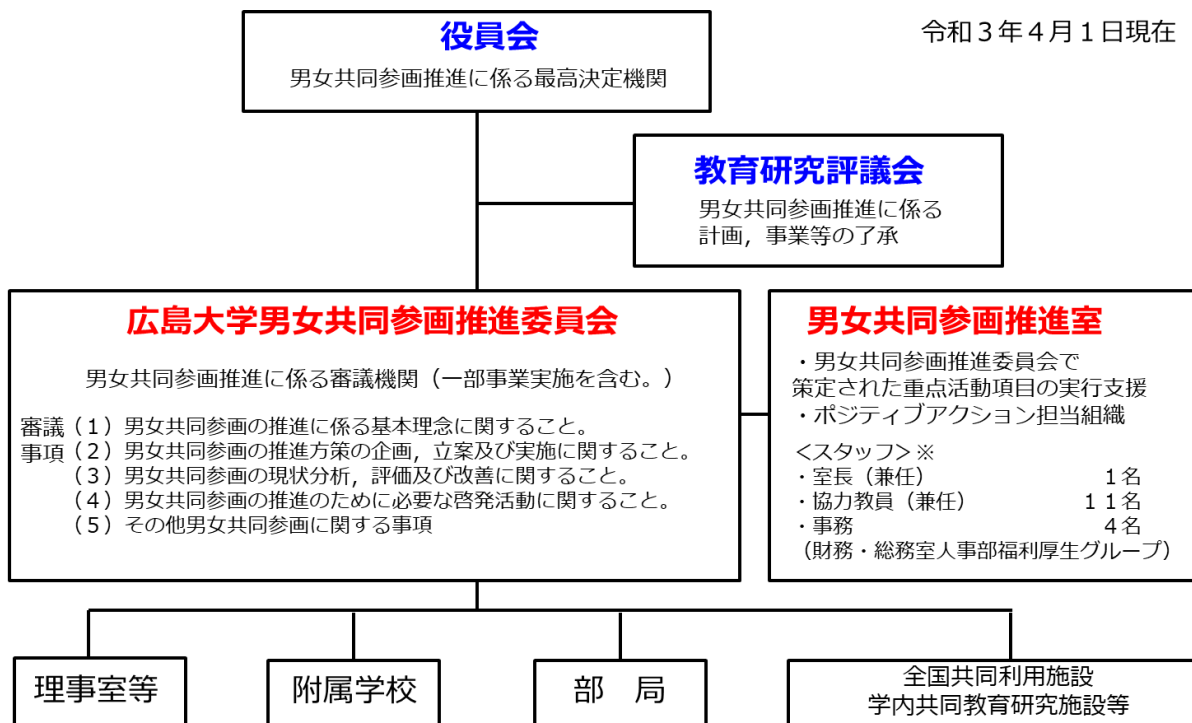 令和３年４月１日現在
役員会
男女共同参画推進に係る最高決定機関
教育研究評議会
男女共同参画推進に係る
計画，事業等の了承
広島大学男女共同参画推進委員会
男女共同参画推進に係る審議機関（一部事業実施を含む。）
審議（１）男女共同参画の推進に係る基本理念に関すること。
事項（２）男女共同参画の推進方策の企画，立案及び実施に関すること。
（３）男女共同参画の現状分析，評価及び改善に関すること。
（４）男女共同参画の推進のために必要な啓発活動に関すること。
（５）その他男女共同参画に関する事項
男女共同参画推進室
・男女共同参画推進委員会で
策定された重点活動項目の実行支援
・ポジティブアクション担当組織
＜スタッフ＞※
・室長（兼任） １名
・協力教員（兼任） １１名
・事務 ４名
（財務・総務室人事部福利厚生グループ）
理事室等
附属学校
部　局
全国共同利用施設
学内共同教育研究施設等